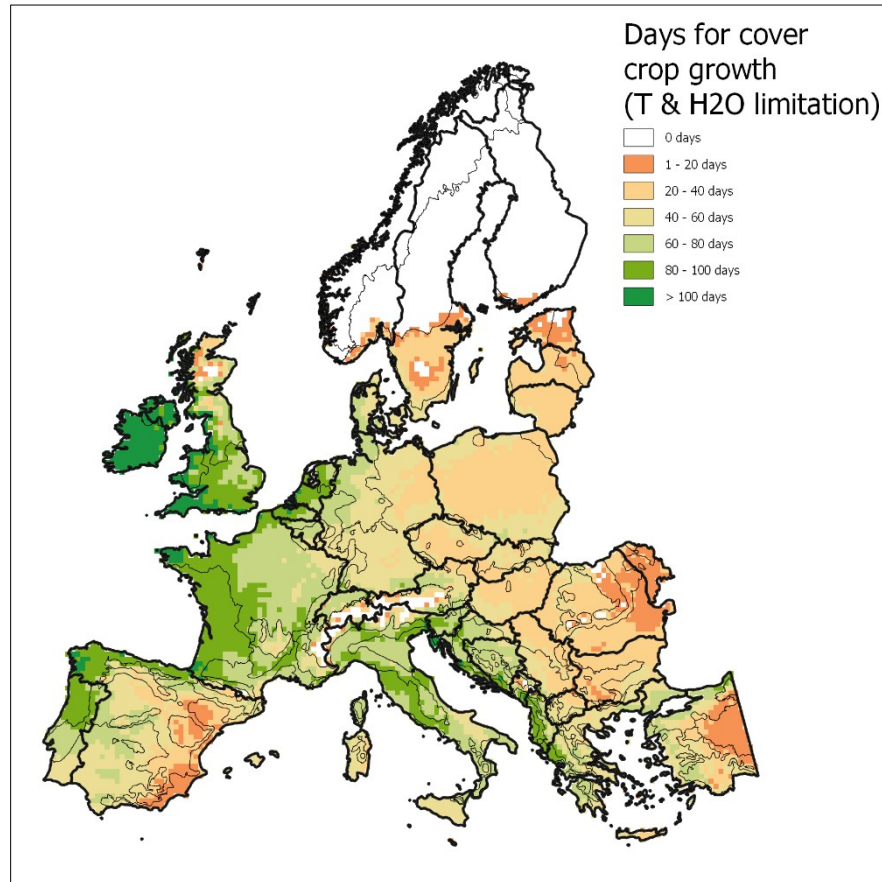 Days for cover
crop growth
(T & H2O limitation)
0 days
1 - 20 days
20 - 40 days
40 - 60 days
60 - 80 days
80 - 100 days
> 100 days